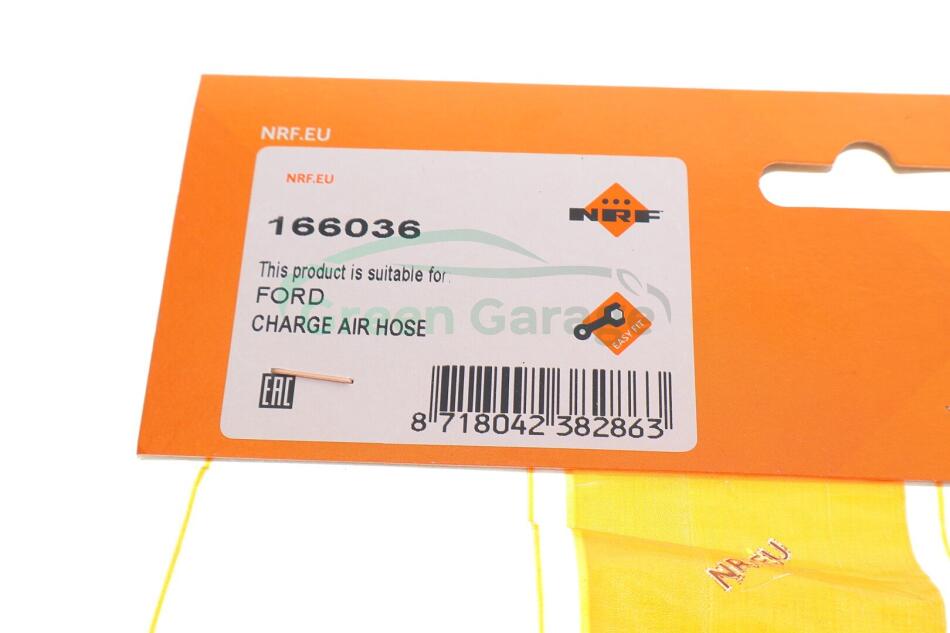 NRF.EU
NRF.EU
166036
NRF
This product is suitable for:
FORD
Green Garage
CHARGE AIR HOSE
EASY FIT
EAC
8 718042 382863
NRF.EU